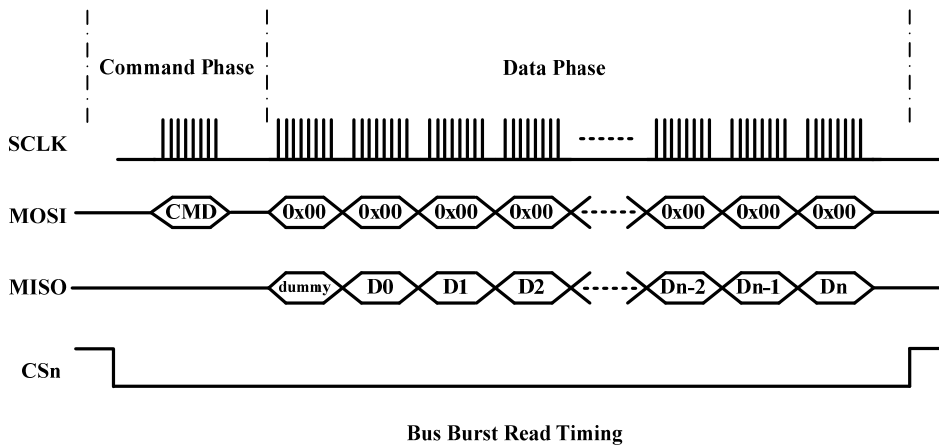 Command Phase Data Phase
SCLK
MOSI CMD 0x00 0x00 0x00 0x00 0x00 0x00 0x00
MISO dummy D0 D1 D2 Dn-2 Dn-1 Dn
CSn
Bus Burst Read Timing